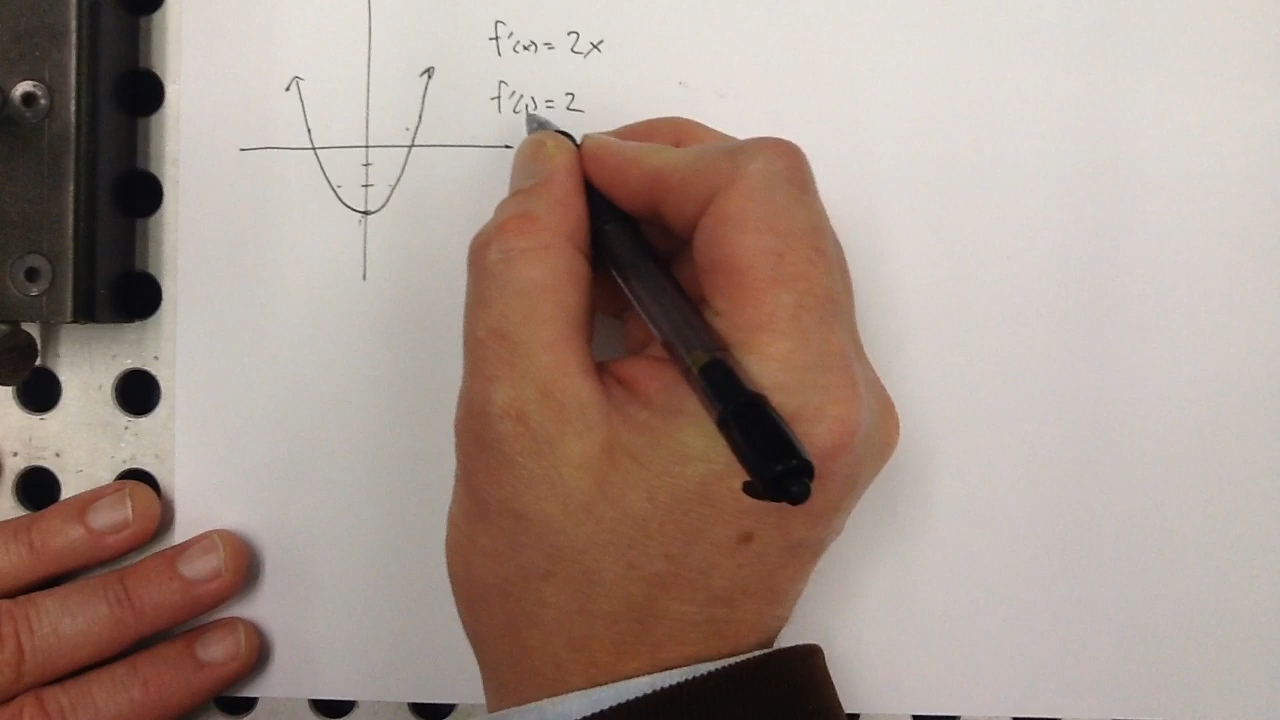 f'(x) = 2x
f'(1) = 2